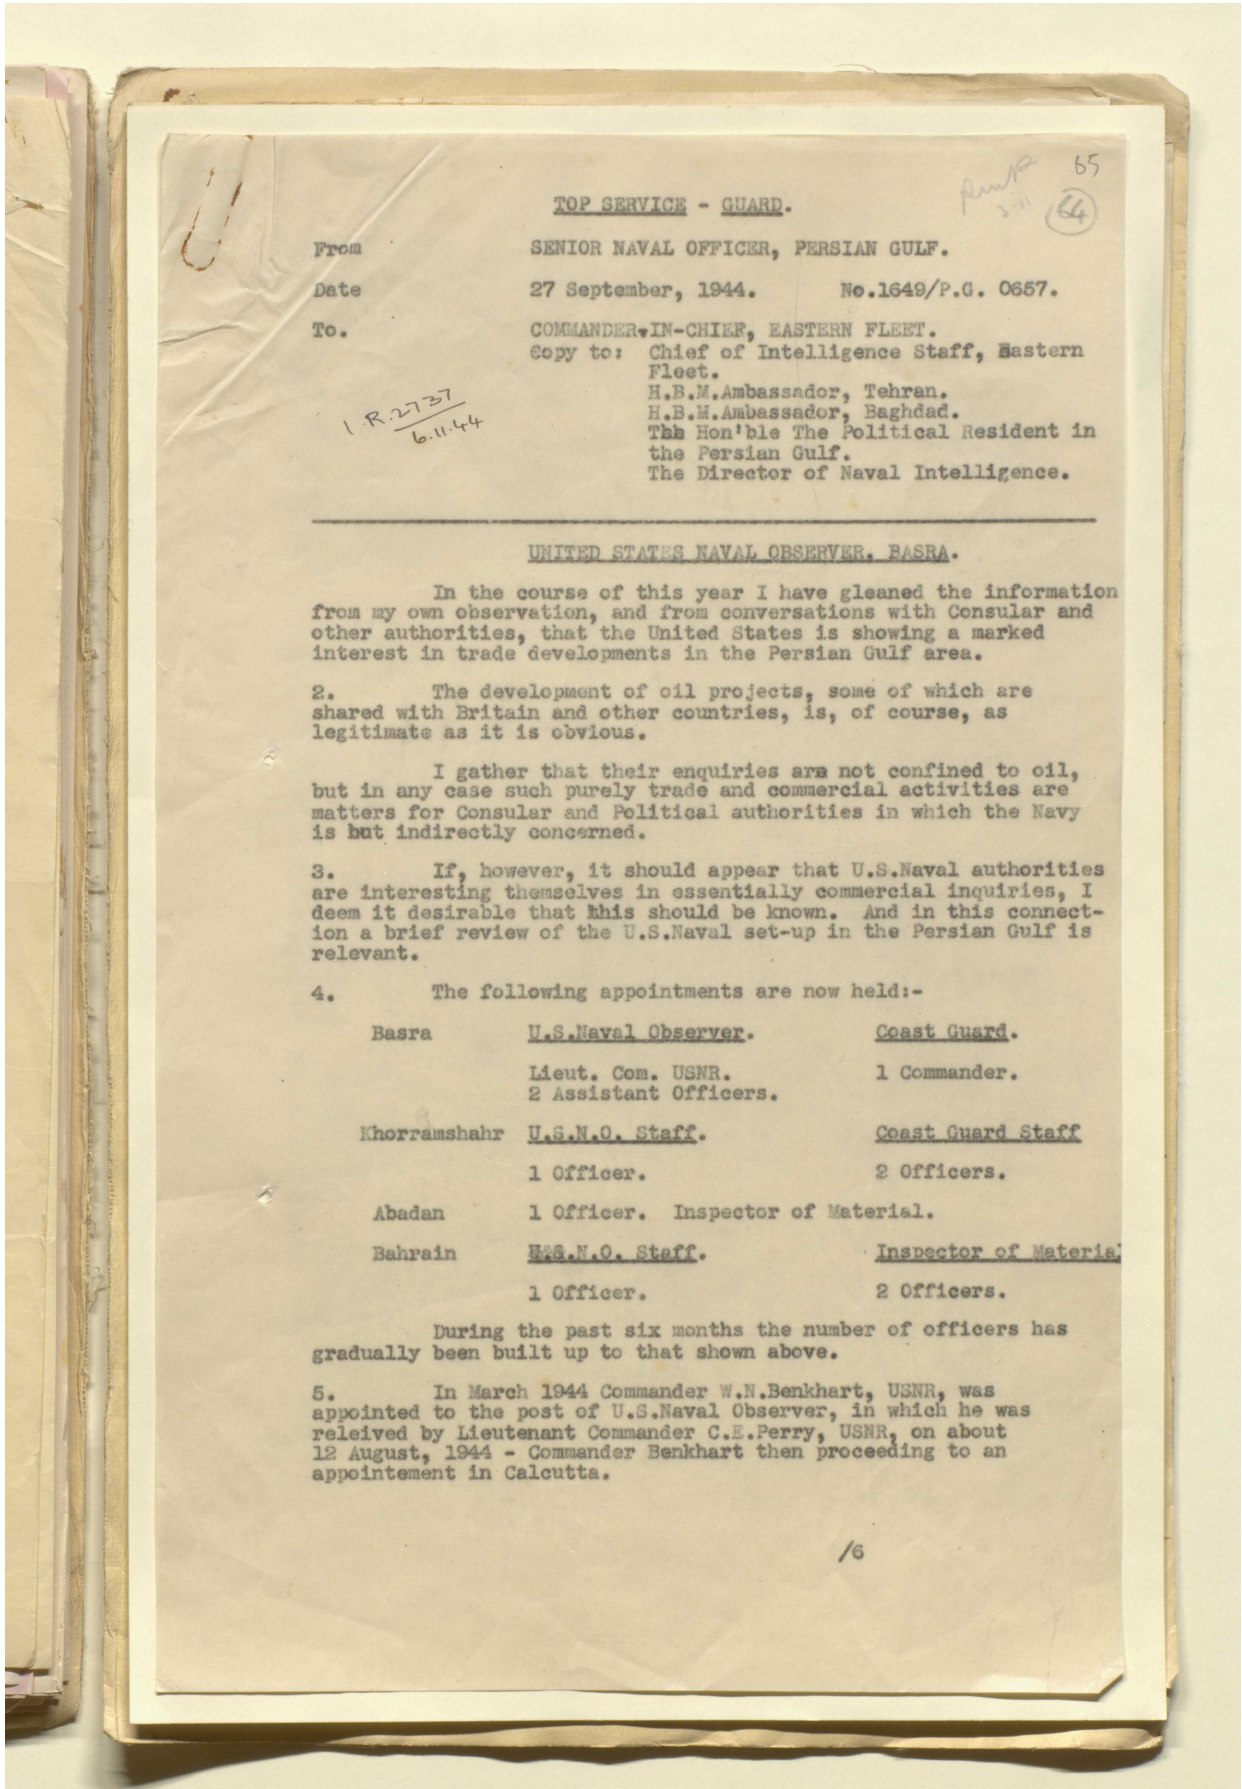 65
64
TOP SERVICE - GUARD.
From SENIOR NAVAL OFFICER, PERSIAN GULF.
Date 27 September, 1944. No.1649/P.G. 0657.
To. COMMANDER-IN-CHIEF, EASTERN FLEET.
Copy to: Chief of Intelligence Staff, Eastern
Fleet.
H.B.M.Ambassador, Tehran.
H.B.M.Ambassador, Baghdad.
The Hon'ble The Political Resident in
the Persian Gulf.
The Director of Naval Intelligence.
I.R.2737
6.11.44
UNITED STATES NAVAL OBSERVER. BASRA.
In the course of this year I have gleaned the information
from my own observation, and from conversations with Consular and
other authorities, that the United States is showing a marked
interest in trade developments in the Persian Gulf area.
2. The development of oil projects, some of which are
shared with Britain and other countries, is, of course, as
legitimate as it is obvious.
I gather that their enquiries are not confined to oil,
but in any case such purely trade and commercial activities are
matters for Consular and Political authorities in which the Navy
is but indirectly concerned.
3. If, however, it should appear that U.S.Naval authorities
are interesting themselves in essentially commercial inquiries, I
deem it desirable that this should be known. And in this connect-
ion a brief review of the U.S.Naval set-up in the Persian Gulf is
relevant.
4. The following appointments are now held:-
Basra U.S.Naval Observer. Coast Guard.
Lieut. Com. USNR. 1 Commander.
2 Assistant Officers.
Khorramshahr U.S.N.O. Staff. Coast Guard Staff
1 Officer. 2 Officers.
Abadan 1 Officer. Inspector of Material.
Bahrain U.S.N.O. Staff. Inspector of Material
1 Officer. 2 Officers.
During the past six months the number of officers has
gradually been built up to that shown above.
5. In March 1944 Commander W.N.Benkhart, USNR, was
appointed to the post of U.S.Naval Observer, in which he was
releived by Lieutenant Commander C.E.Perry, USNR, on about
12 August, 1944 - Commander Benkhart then proceeding to an
appointement in Calcutta.
/6